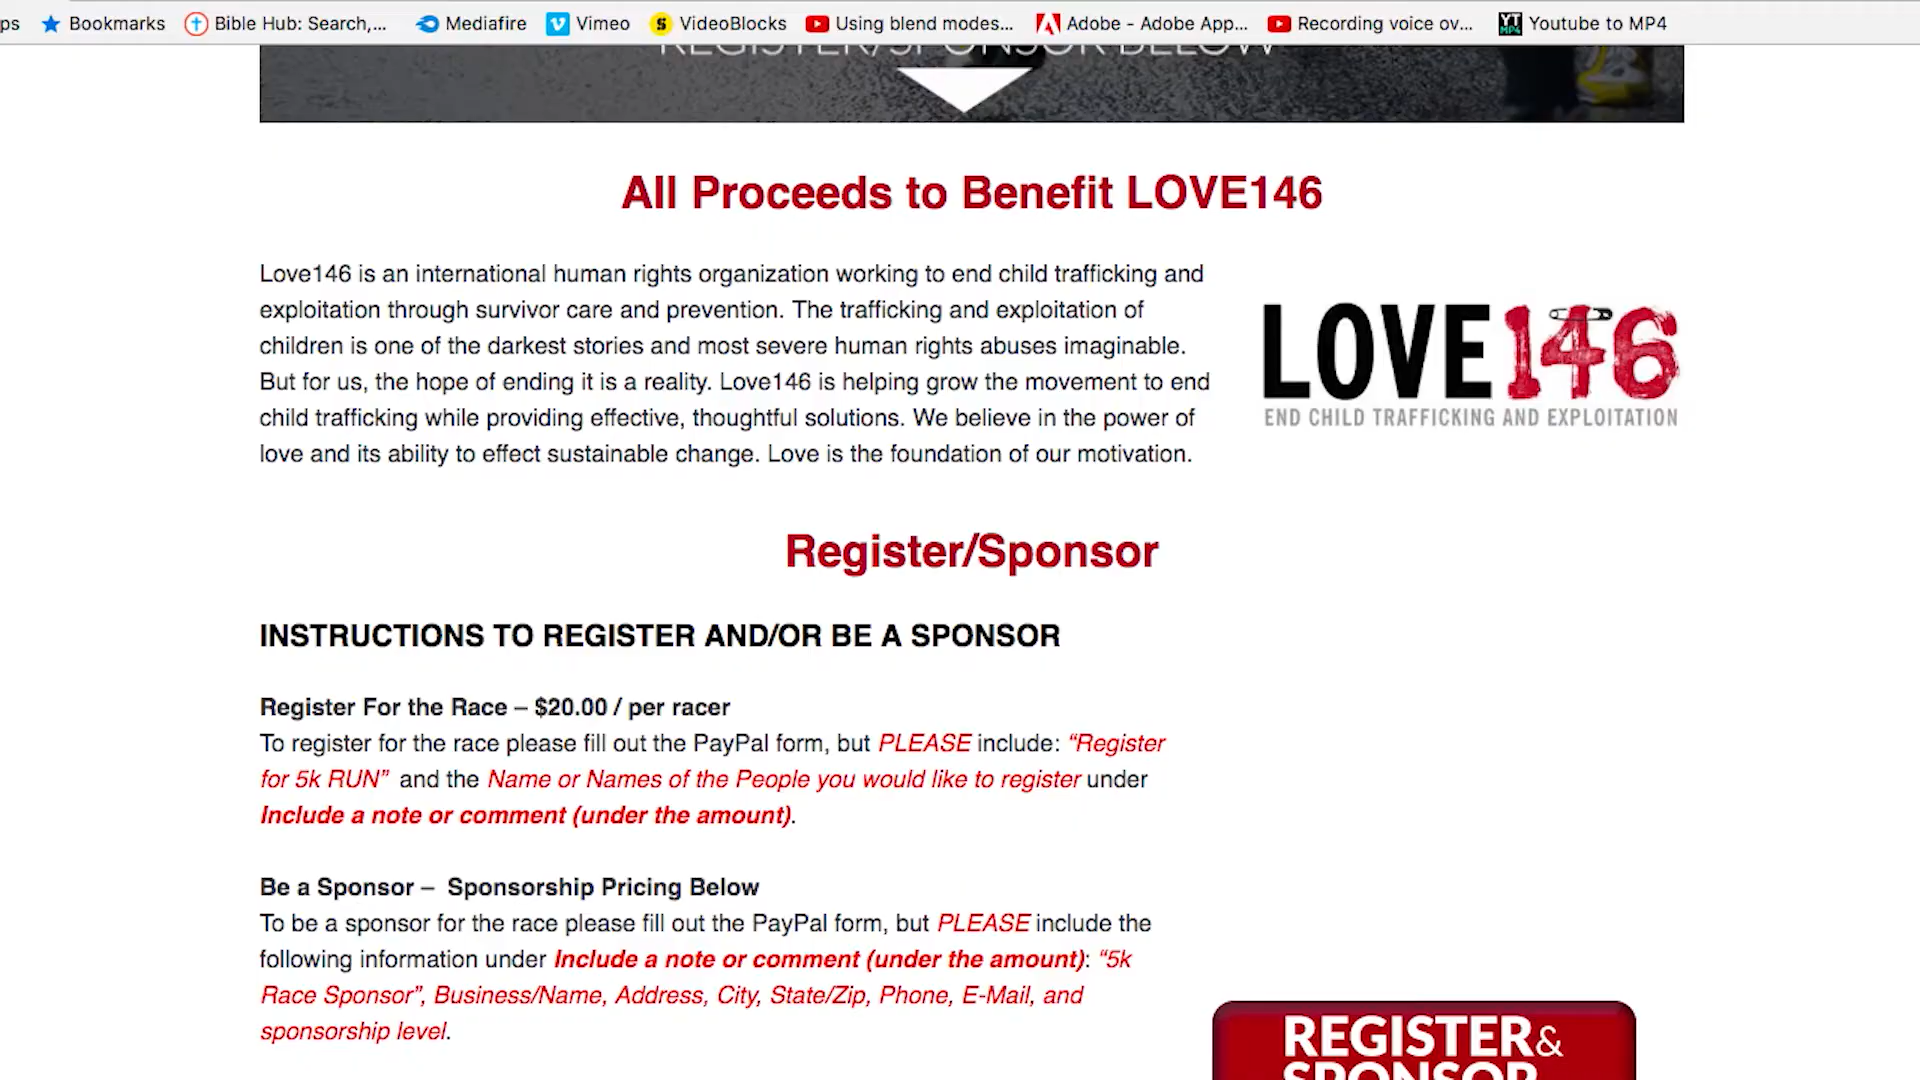 ps Bookmarks Bible Hub: Search,... Mediafire Vimeo VideoBlocks Using blend modes... Adobe - Adobe App... Recording voice ov... Youtube to MP4
REGISTER/SPONSOR BELOW
All Proceeds to Benefit LOVE146
Love146 is an international human rights organization working to end child trafficking and
exploitation through survivor care and prevention. The trafficking and exploitation of
children is one of the darkest stories and most severe human rights abuses imaginable.
But for us, the hope of ending it is a reality. Love146 is helping grow the movement to end
child trafficking while providing effective, thoughtful solutions. We believe in the power of
love and its ability to effect sustainable change. Love is the foundation of our motivation.
LOVE146
END CHILD TRAFFICKING AND EXPLOITATION
Register/Sponsor
INSTRUCTIONS TO REGISTER AND/OR BE A SPONSOR
Register For the Race – $20.00 / per racer
To register for the race please fill out the PayPal form, but PLEASE include: “Register
for 5k RUN” and the Name or Names of the People you would like to register under
Include a note or comment (under the amount).
Be a Sponsor – Sponsorship Pricing Below
To be a sponsor for the race please fill out the PayPal form, but PLEASE include the
following information under Include a note or comment (under the amount): “5k
Race Sponsor”, Business/Name, Address, City, State/Zip, Phone, E-Mail, and
sponsorship level.
REGISTER&
SPONSOR